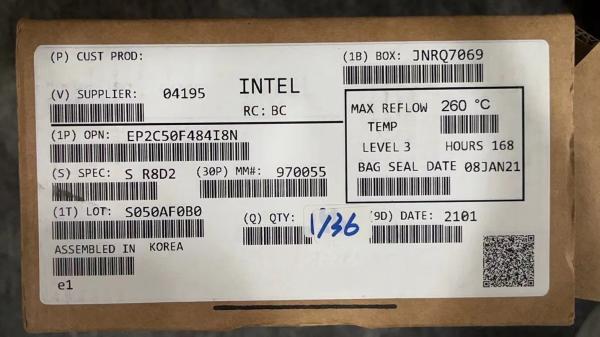 (P) CUST PROD:
(1B) BOX: JNRQ7069
(V) SUPPLIER: 04195
INTEL
RC: BC
MAX REFLOW 260 °C
TEMP
LEVEL 3 HOURS 168
BAG SEAL DATE 08JAN21
(1P) OPN: EP2C50F484I8N
(S) SPEC: S R8D2
(30P) MM#: 970055
(1T) LOT: S050AF0B0
(Q) QTY: 1/36
(9D) DATE: 2101
ASSEMBLED IN KOREA
e1